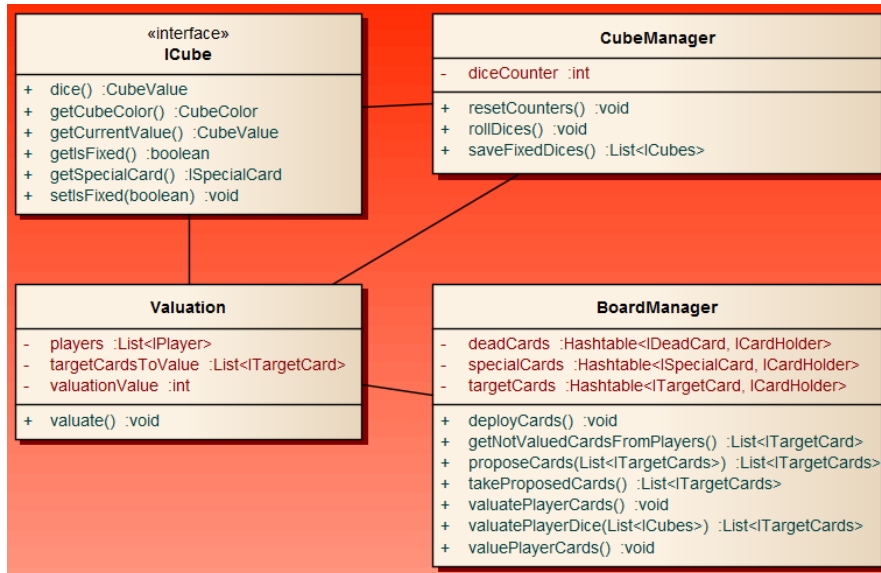 «interface»
ICube
+ dice() :CubeValue
+ getCubeColor() :CubeColor
+ getCurrentValue() :CubeValue
+ getIsFixed() :boolean
+ getSpecialCard() :ISpecialCard
+ setIsFixed(boolean) :void
CubeManager
- diceCounter :int
+ resetCounters() :void
+ rollDices() :void
+ saveFixedDices() :List<ICubes>
Valuation
- players :List<IPlayer>
- targetCardsToValue :List<ITargetCard>
- valuationValue :int
+ valuate() :void
BoardManager
- deadCards :Hashtable<IDeadCard, ICardHolder>
- specialCards :Hashtable<ISpecialCard, ICardHolder>
- targetCards :Hashtable<ITargetCard, ICardHolder>
+ deployCards() :void
+ getNotValuedCardsFromPlayers() :List<ITargetCard>
+ proposeCards(List<ITargetCards>) :List<ITargetCards>
+ takeProposedCards() :List<ITargetCards>
+ valuatePlayerCards() :void
+ valuatePlayerDice(List<ICubes>) :List<ITargetCards>
+ valuePlayerCards() :void